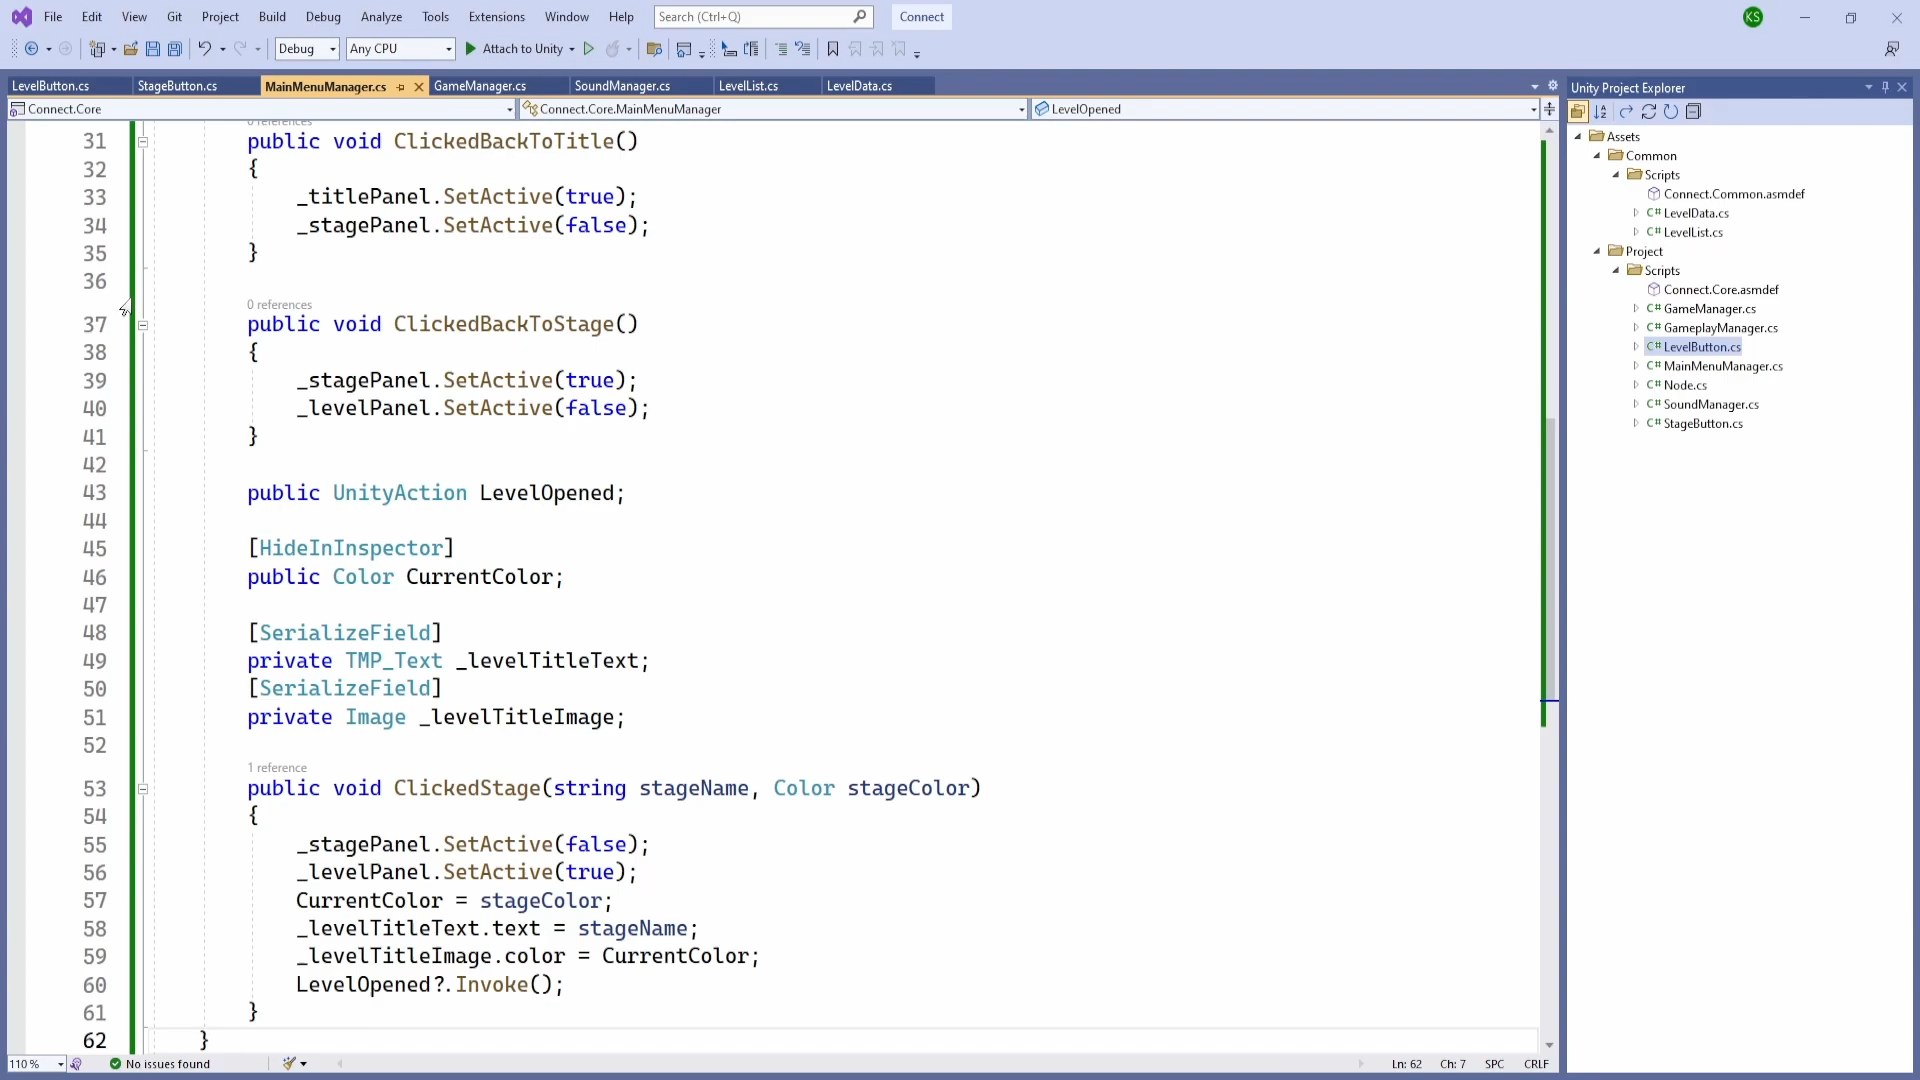 File Edit View Git Project Build Debug Analyze Tools Extensions Window Help Search (Ctrl+Q) Connect KS
Debug Any CPU Attach to Unity
LevelButton.cs StageButton.cs MainMenuManager.cs GameManager.cs SoundManager.cs LevelList.cs LevelData.cs
Connect.Core Connect.Core.MainMenuManager LevelOpened
0 references
31 public void ClickedBackToTitle()
32 {
33 _titlePanel.SetActive(true);
34 _stagePanel.SetActive(false);
35 }
36
0 references
37 public void ClickedBackToStage()
38 {
39 _stagePanel.SetActive(true);
40 _levelPanel.SetActive(false);
41 }
42
43 public UnityAction LevelOpened;
44
45 [HideInInspector]
46 public Color CurrentColor;
47
48 [SerializeField]
49 private TMP_Text _levelTitleText;
50 [SerializeField]
51 private Image _levelTitleImage;
52
1 reference
53 public void ClickedStage(string stageName, Color stageColor)
54 {
55 _stagePanel.SetActive(false);
56 _levelPanel.SetActive(true);
57 CurrentColor = stageColor;
58 _levelTitleText.text = stageName;
59 _levelTitleImage.color = CurrentColor;
60 LevelOpened?.Invoke();
61 }
62 }
110 % No issues found Ln: 62 Ch: 7 SPC CRLF
Unity Project Explorer
Assets
Common
Scripts
Connect.Common.asmdef
C# LevelData.cs
C# LevelList.cs
Project
Scripts
Connect.Core.asmdef
C# GameManager.cs
C# GameplayManager.cs
C# LevelButton.cs
C# MainMenuManager.cs
C# Node.cs
C# SoundManager.cs
C# StageButton.cs